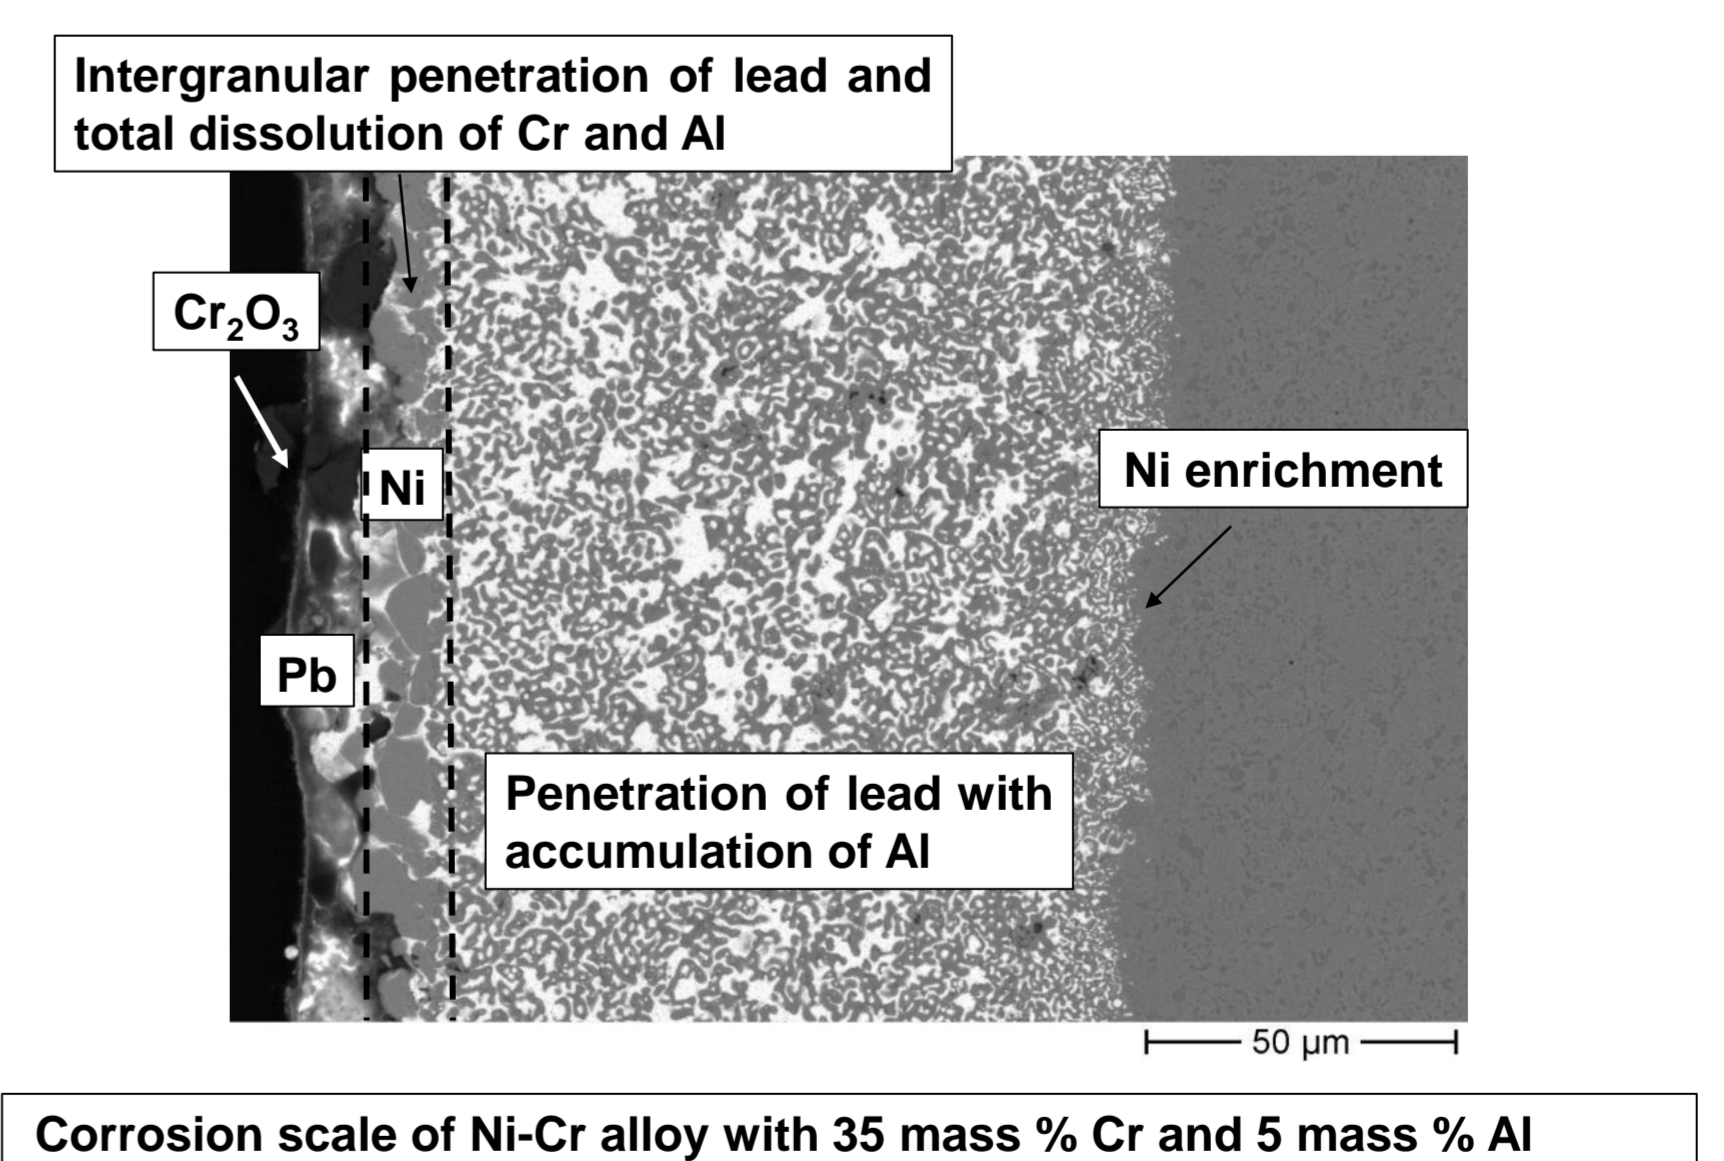 Intergranular penetration of lead and
total dissolution of Cr and Al
Cr₂O₃
Ni
Ni enrichment
Pb
Penetration of lead with
accumulation of Al
50 µm
Corrosion scale of Ni-Cr alloy with 35 mass % Cr and 5 mass % Al